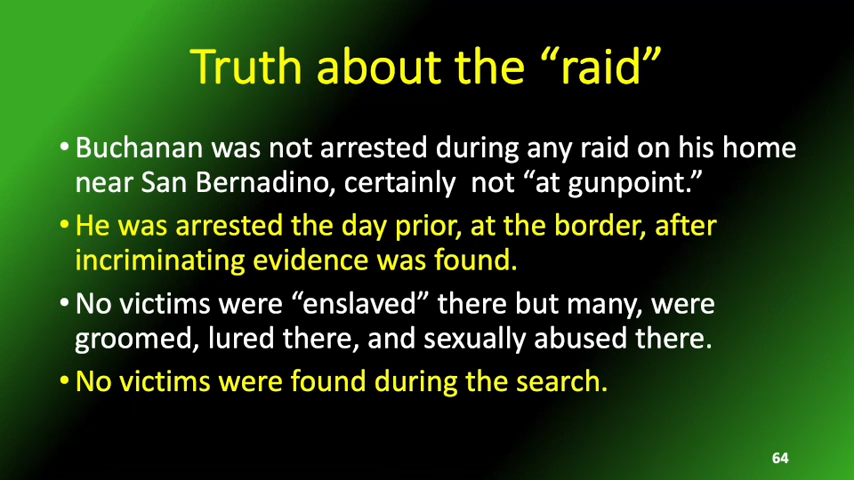 Truth about the “raid”
• Buchanan was not arrested during any raid on his home
near San Bernadino, certainly  not “at gunpoint.”
• He was arrested the day prior, at the border, after
incriminating evidence was found.
• No victims were “enslaved” there but many, were
groomed, lured there, and sexually abused there.
• No victims were found during the search.
64